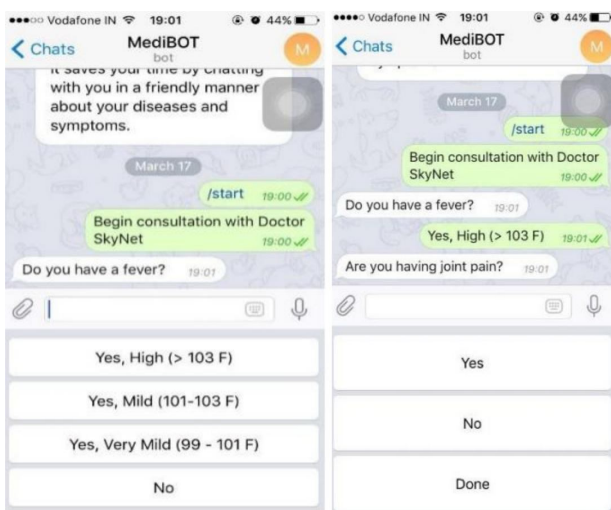 Vodafone IN 19:01 44%
Chats
MediBOT
bot
M
it saves your time by chatting
with you in a friendly manner
about your diseases and
symptoms.
March 17
/start 19:00
Begin consultation with Doctor
SkyNet 19:00
Do you have a fever? 19:01
Yes, High (> 103 F)
Yes, Mild (101-103 F)
Yes, Very Mild (99 - 101 F)
No
Vodafone IN 19:01 44%
Chats
MediBOT
bot
M
March 17
/start 19:00
Begin consultation with Doctor
SkyNet 19:00
Do you have a fever? 19:01
Yes, High (> 103 F) 19:01
Are you having joint pain? 19:01
Yes
No
Done